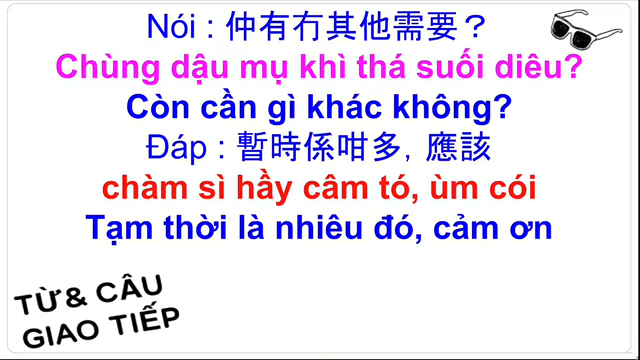 Nói : 仲有冇其他需要？
Chùng dậu mụ khì thá suối diêu?
Còn cần gì khác không?
Đáp : 暫時係咁多, 應該
chàm sì hầy câm tó, ùm cói
Tạm thời là nhiêu đó, cảm ơn
TỪ& CÂU
GIAO TIẾP